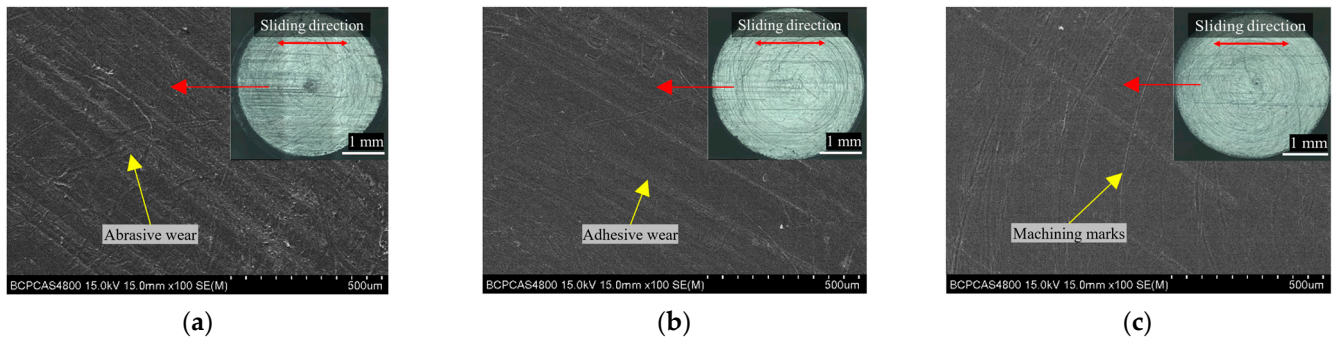 Sliding direction
1 mm
Abrasive wear
BCPCAS4800 15.0kV 15.0mm x100 SE(M)
500um
(a)
Sliding direction
1 mm
Adhesive wear
BCPCAS4800 15.0kV 15.0mm x100 SE(M)
500um
(b)
Sliding direction
1 mm
Machining marks
BCPCAS4800 15.0kV 15.0mm x100 SE(M)
500um
(c)